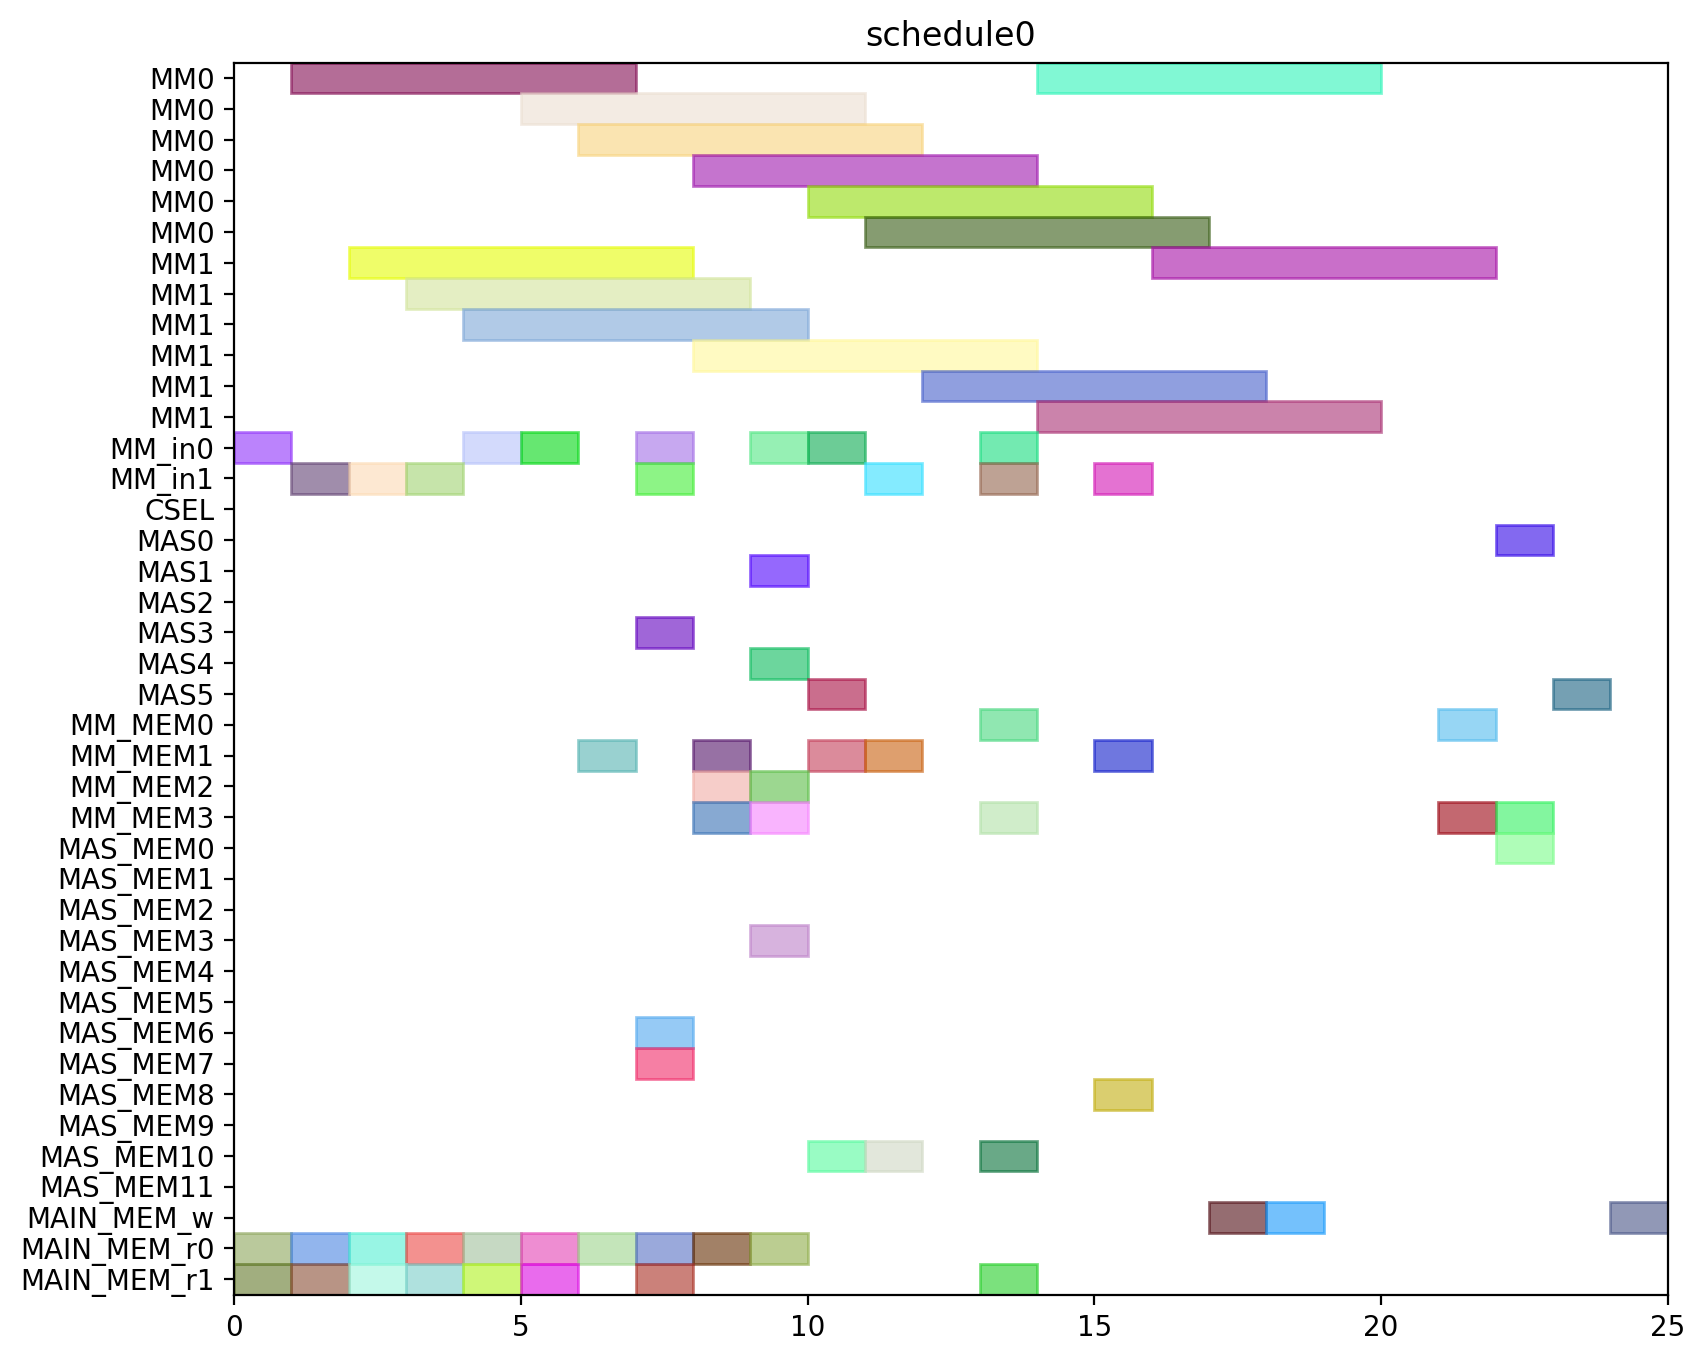 schedule0
MM0
MM0
MM0
MM0
MM0
MM0
MM1
MM1
MM1
MM1
MM1
MM1
MM_in0
MM_in1
CSEL
MAS0
MAS1
MAS2
MAS3
MAS4
MAS5
MM_MEM0
MM_MEM1
MM_MEM2
MM_MEM3
MAS_MEM0
MAS_MEM1
MAS_MEM2
MAS_MEM3
MAS_MEM4
MAS_MEM5
MAS_MEM6
MAS_MEM7
MAS_MEM8
MAS_MEM9
MAS_MEM10
MAS_MEM11
MAIN_MEM_w
MAIN_MEM_r0
MAIN_MEM_r1
0 5 10 15 20 25